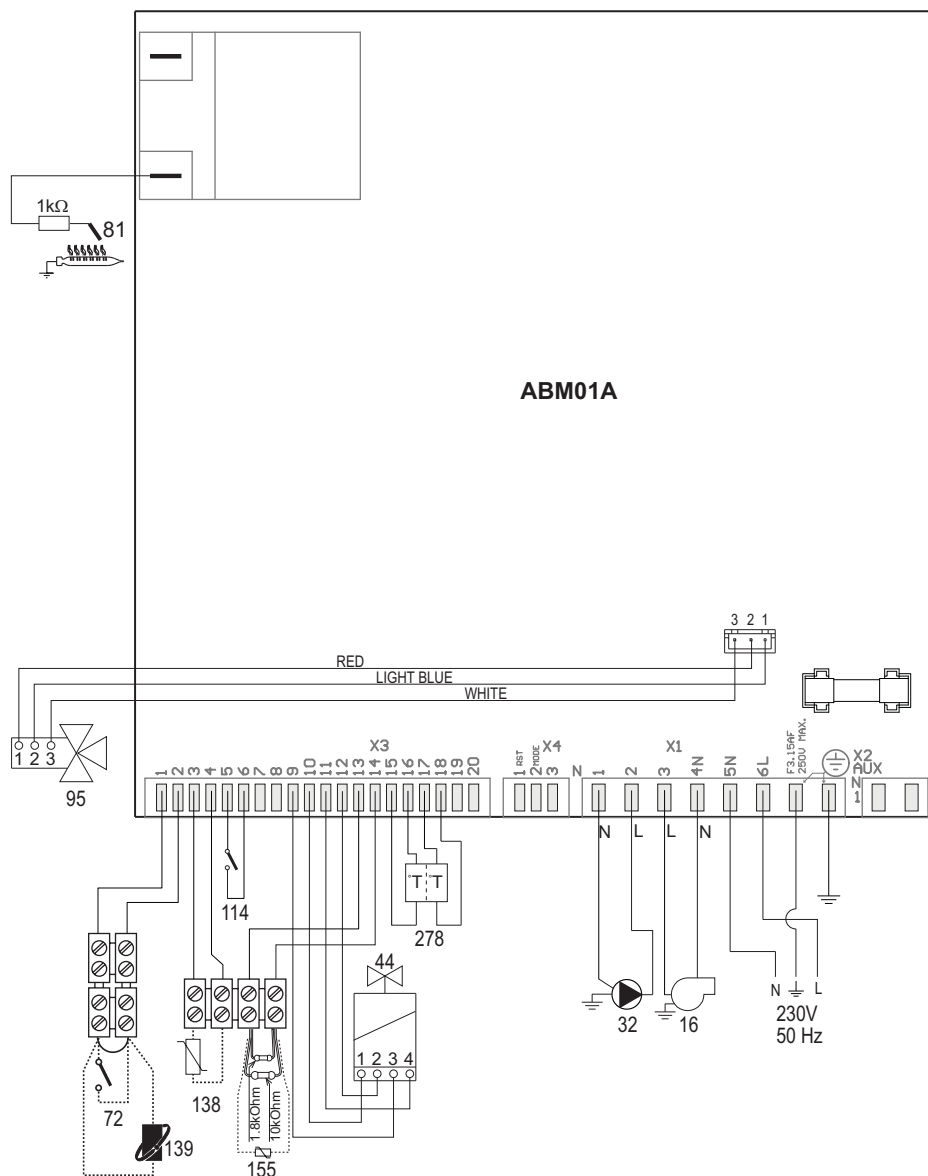 1kΩ
81
ABM01A
3 2 1
RED
LIGHT BLUE
WHITE
1 2 3
95
X3
1 2 3 4 5 6 7 8 9 10 11 12 13 14 15 16 17 18 19 20
X4
1 RST
2 MODE
3
X1
N
1 2 3 4N 5N 6L
F3.15AF
250V MAX.
X2
AUX
N
1
N L L N
114
°T °T
278
44
1 2 3 4
32
16
N L
230V
50 Hz
72
139
138
1.8kOhm
10kOhm
155